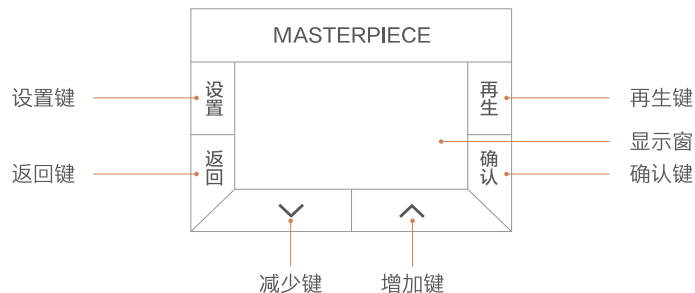 MASTERPIECE
设置键
设置
再生
再生键
显示窗
返回键
返回
确认
确认键
减少键
增加键